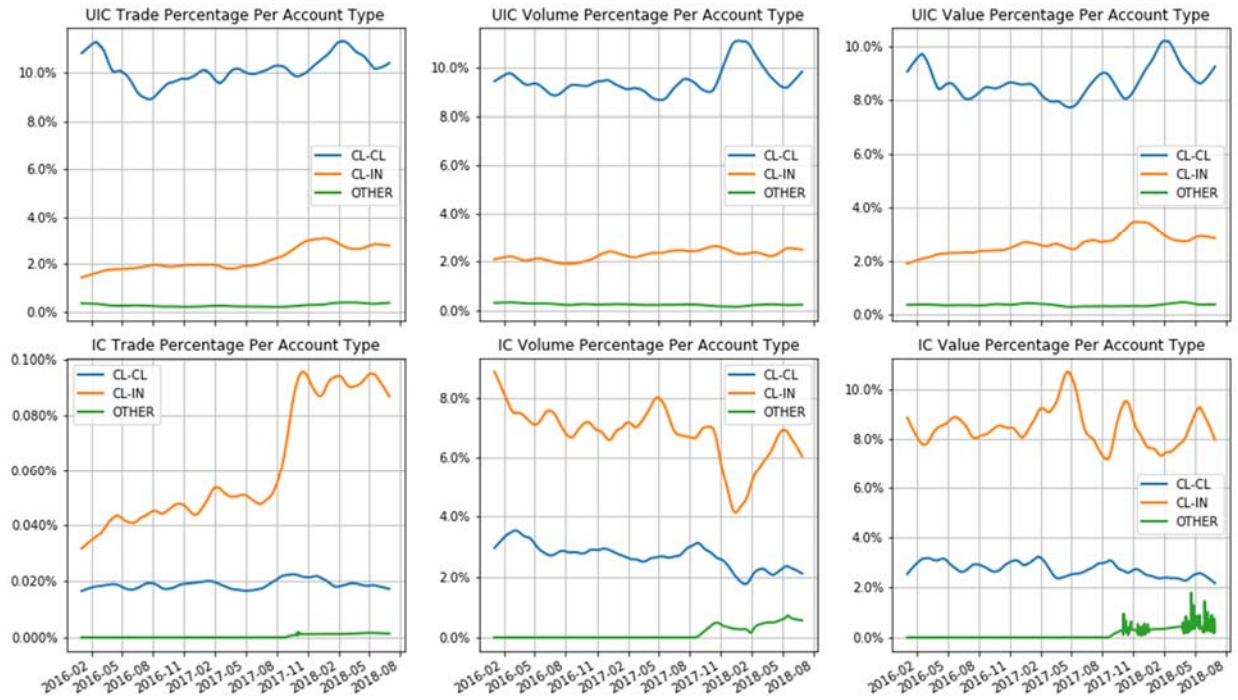 UIC Trade Percentage Per Account Type
10.0%
8.0%
6.0%
4.0%
2.0%
0.0%
CL-CL
CL-IN
OTHER
UIC Volume Percentage Per Account Type
10.0%
8.0%
6.0%
4.0%
2.0%
0.0%
CL-CL
CL-IN
OTHER
UIC Value Percentage Per Account Type
10.0%
8.0%
6.0%
4.0%
2.0%
0.0%
CL-CL
CL-IN
OTHER
IC Trade Percentage Per Account Type
0.100%
0.080%
0.060%
0.040%
0.020%
0.000%
CL-CL
CL-IN
OTHER
2016-02
2016-05
2016-08
2016-11
2017-02
2017-05
2017-08
2017-11
2018-02
2018-05
2018-08
IC Volume Percentage Per Account Type
8.0%
6.0%
4.0%
2.0%
0.0%
CL-CL
CL-IN
OTHER
2016-02
2016-05
2016-08
2016-11
2017-02
2017-05
2017-08
2017-11
2018-02
2018-05
2018-08
IC Value Percentage Per Account Type
10.0%
8.0%
6.0%
4.0%
2.0%
0.0%
CL-CL
CL-IN
OTHER
2016-02
2016-05
2016-08
2016-11
2017-02
2017-05
2017-08
2017-11
2018-02
2018-05
2018-08